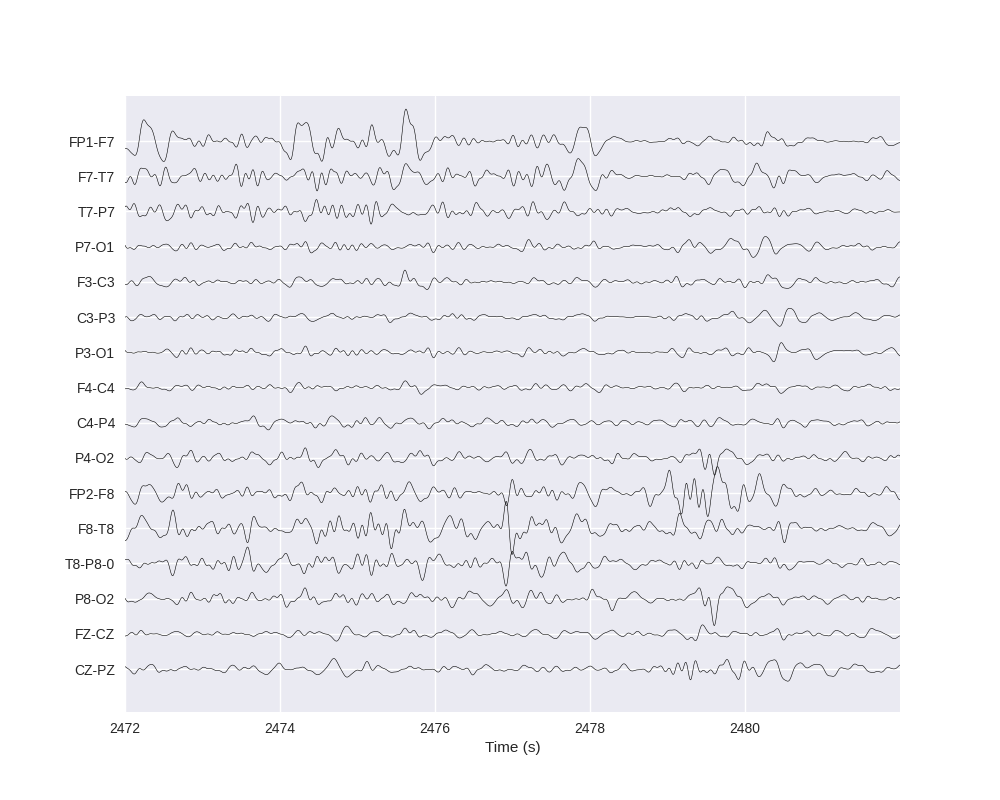 FP1-F7
F7-T7
T7-P7
P7-O1
F3-C3
C3-P3
P3-O1
F4-C4
C4-P4
P4-O2
FP2-F8
F8-T8
T8-P8-0
P8-O2
FZ-CZ
CZ-PZ
2472 2474 2476 2478 2480
Time (s)